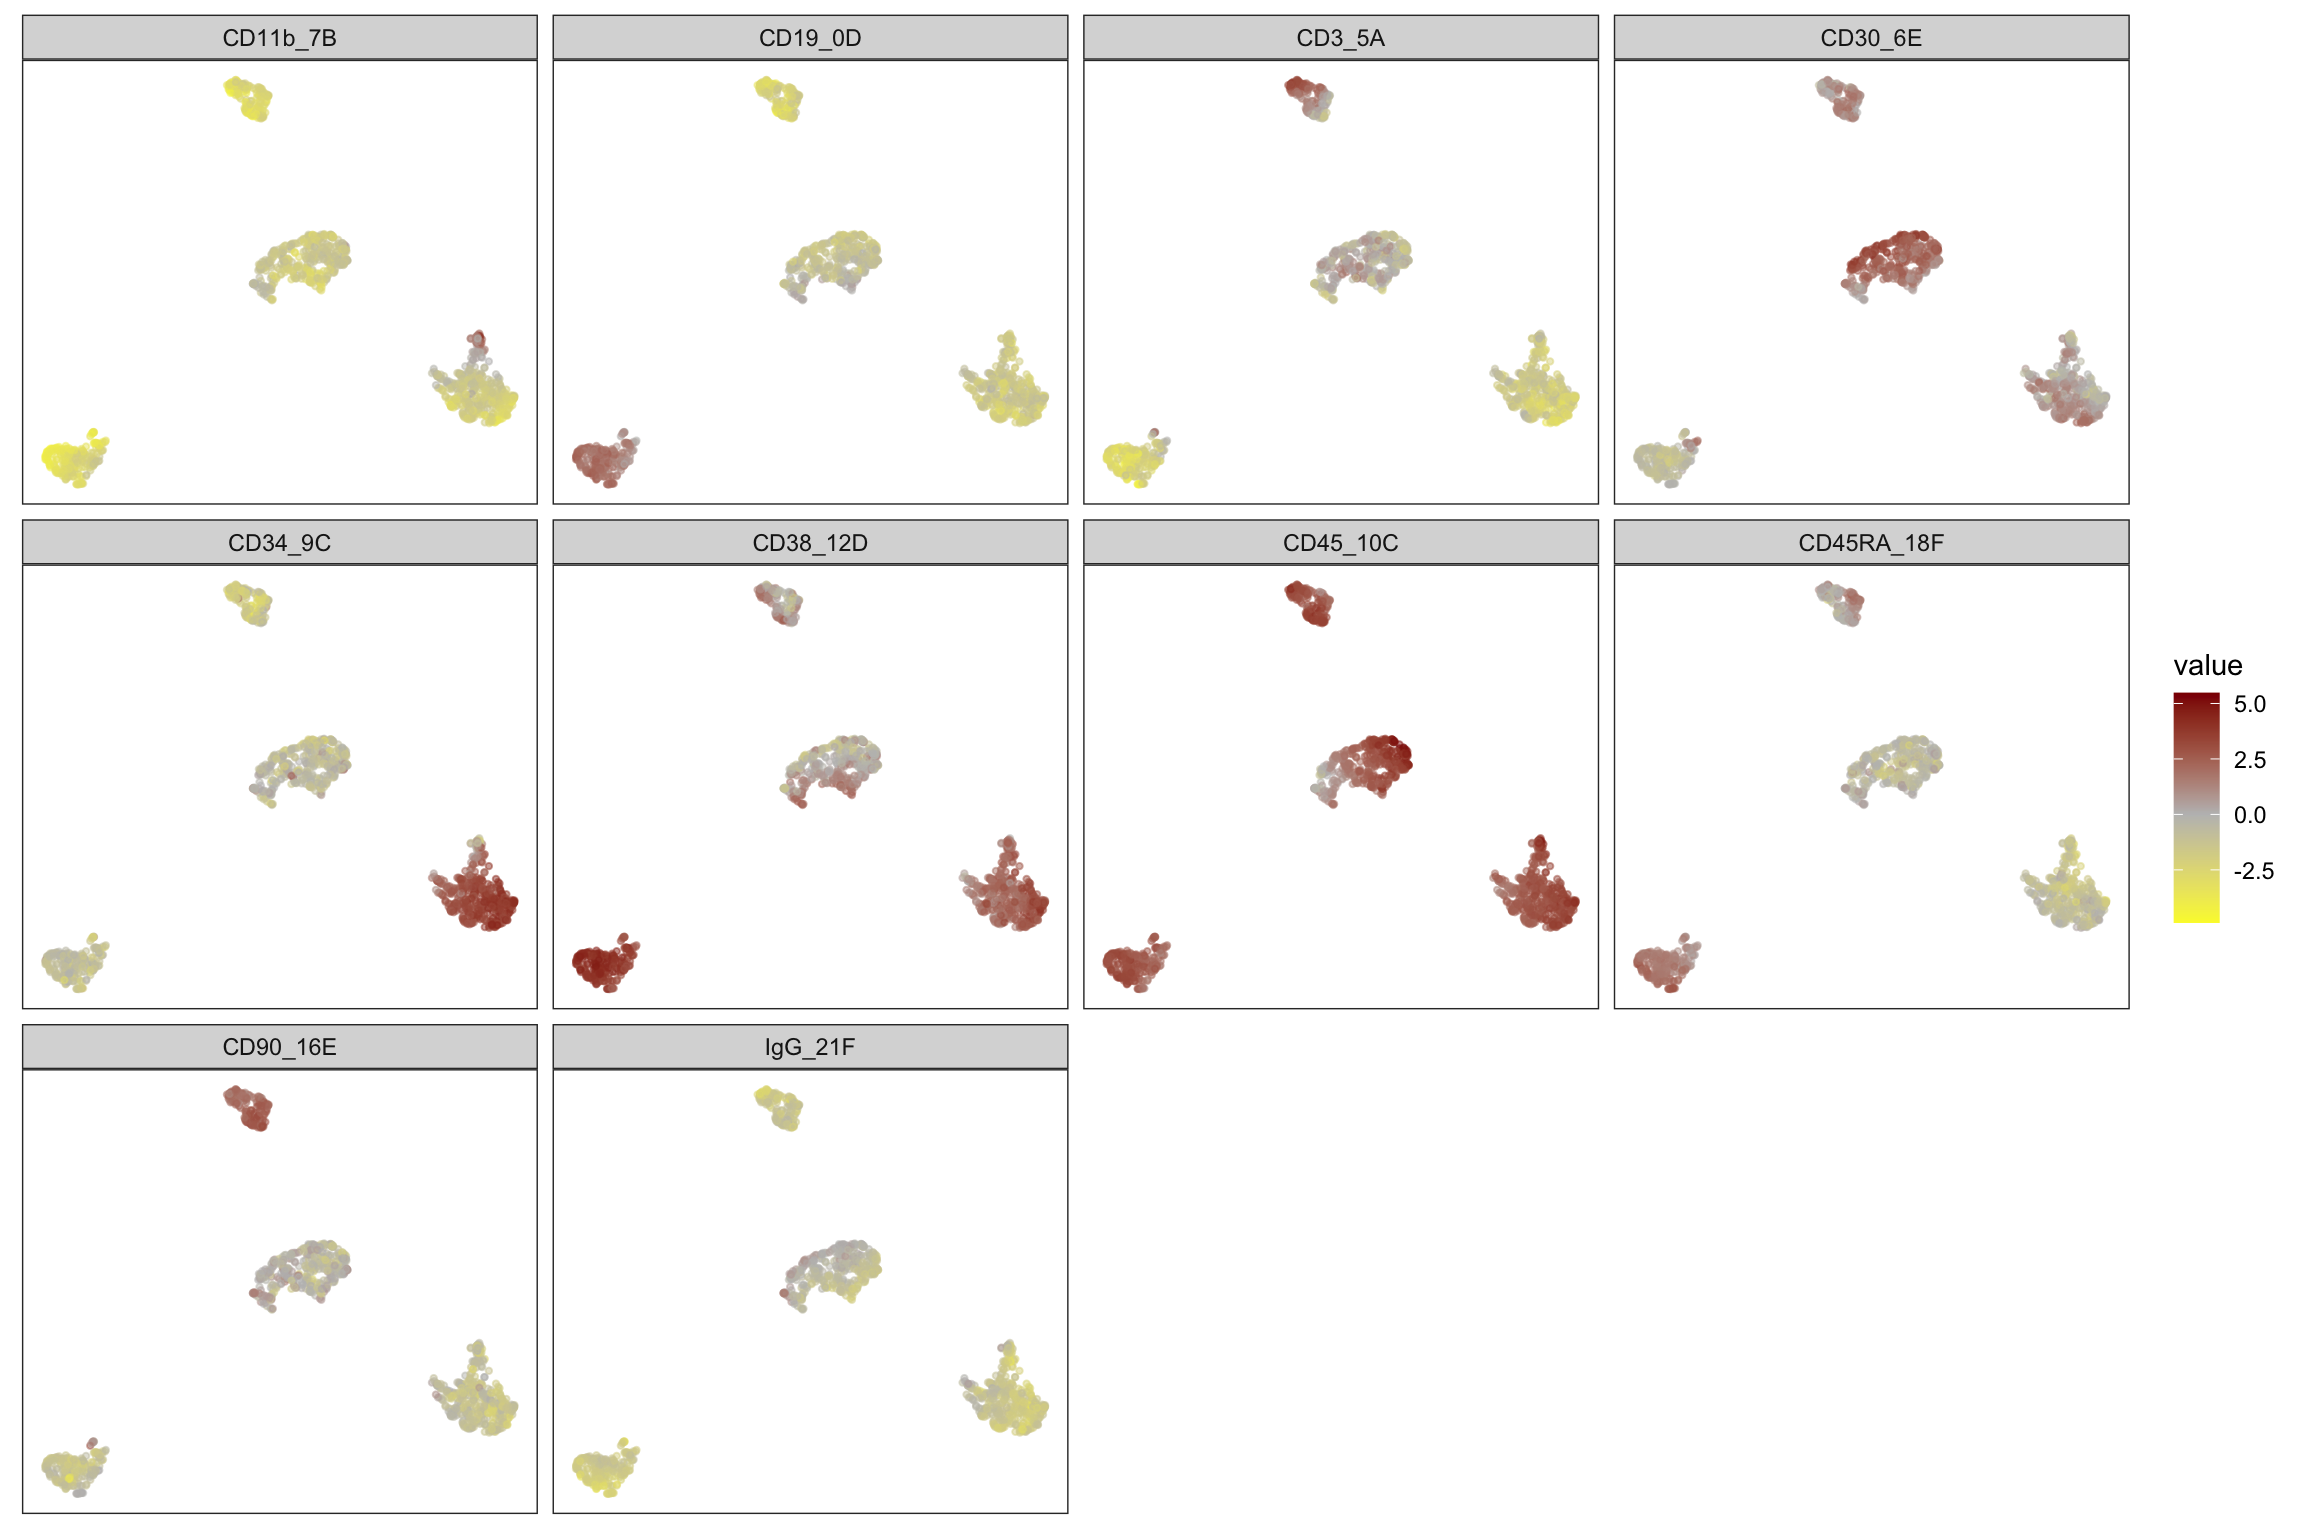 CD11b_7B
CD19_0D
CD3_5A
CD30_6E
CD34_9C
CD38_12D
CD45_10C
CD45RA_18F
CD90_16E
IgG_21F
value
5.0
2.5
0.0
-2.5